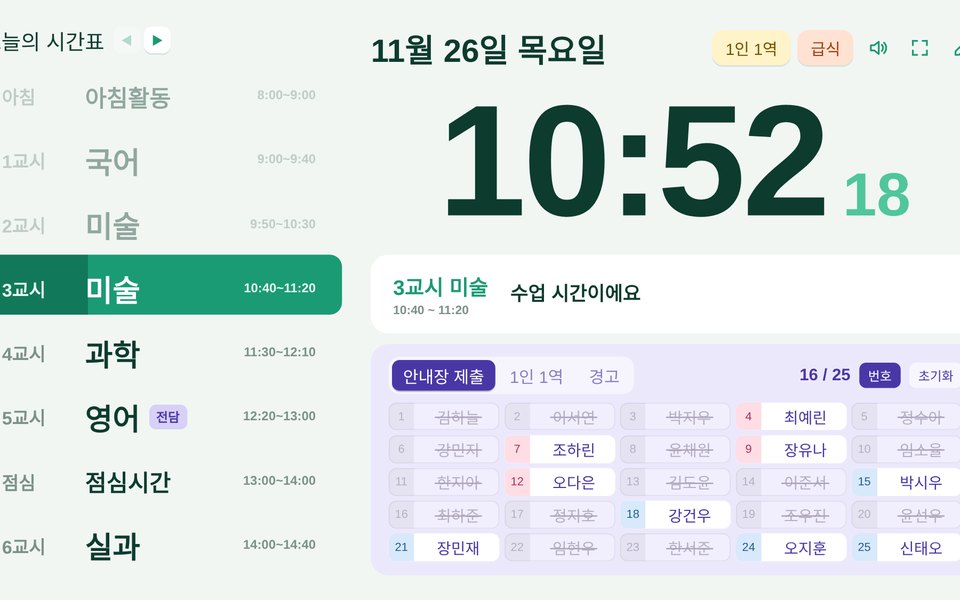 늘의 시간표
아침 아침활동 8:00~9:00
1교시 국어 9:00~9:40
2교시 미술 9:50~10:30
3교시 미술 10:40~11:20
4교시 과학 11:30~12:10
5교시 영어 전담 12:20~13:00
점심 점심시간 13:00~14:00
6교시 실과 14:00~14:40
11월 26일 목요일 1인 1역 급식
10:52 18
3교시 미술 수업 시간이에요
10:40 ~ 11:20
안내장 제출 1인 1역 경고 16 / 25 번호 초기화
1 김하늘 2 이서연 3 박지우 4 최예린 5 정수아
6 강민지 7 조하린 8 윤채원 9 장유나 10 임소율
11 한지아 12 오다은 13 김도윤 14 이준서 15 박시우
16 최하준 17 정지호 18 강건우 19 조우진 20 윤선우
21 장민재 22 임현우 23 한서준 24 오지훈 25 신태오